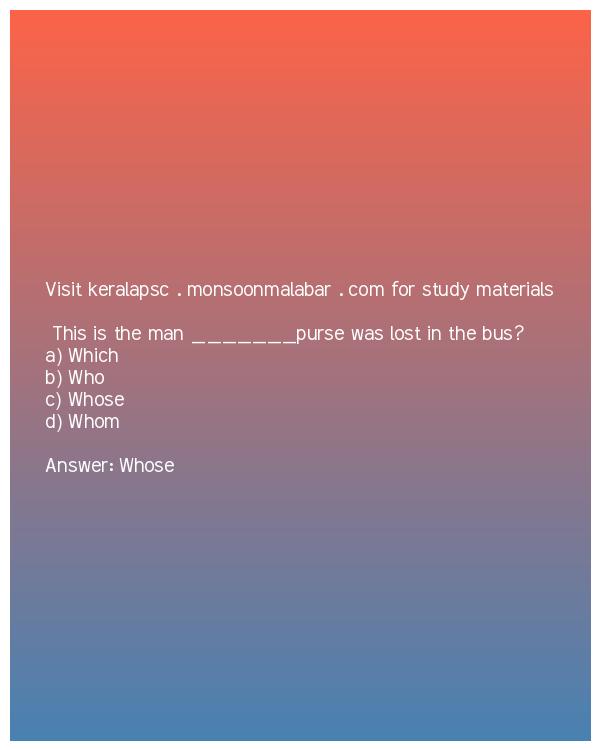 Visit keralapsc . monsoonmalabar . com for study materials
This is the man _______purse was lost in the bus?
a) Which
b) Who
c) Whose
d) Whom
Answer: Whose